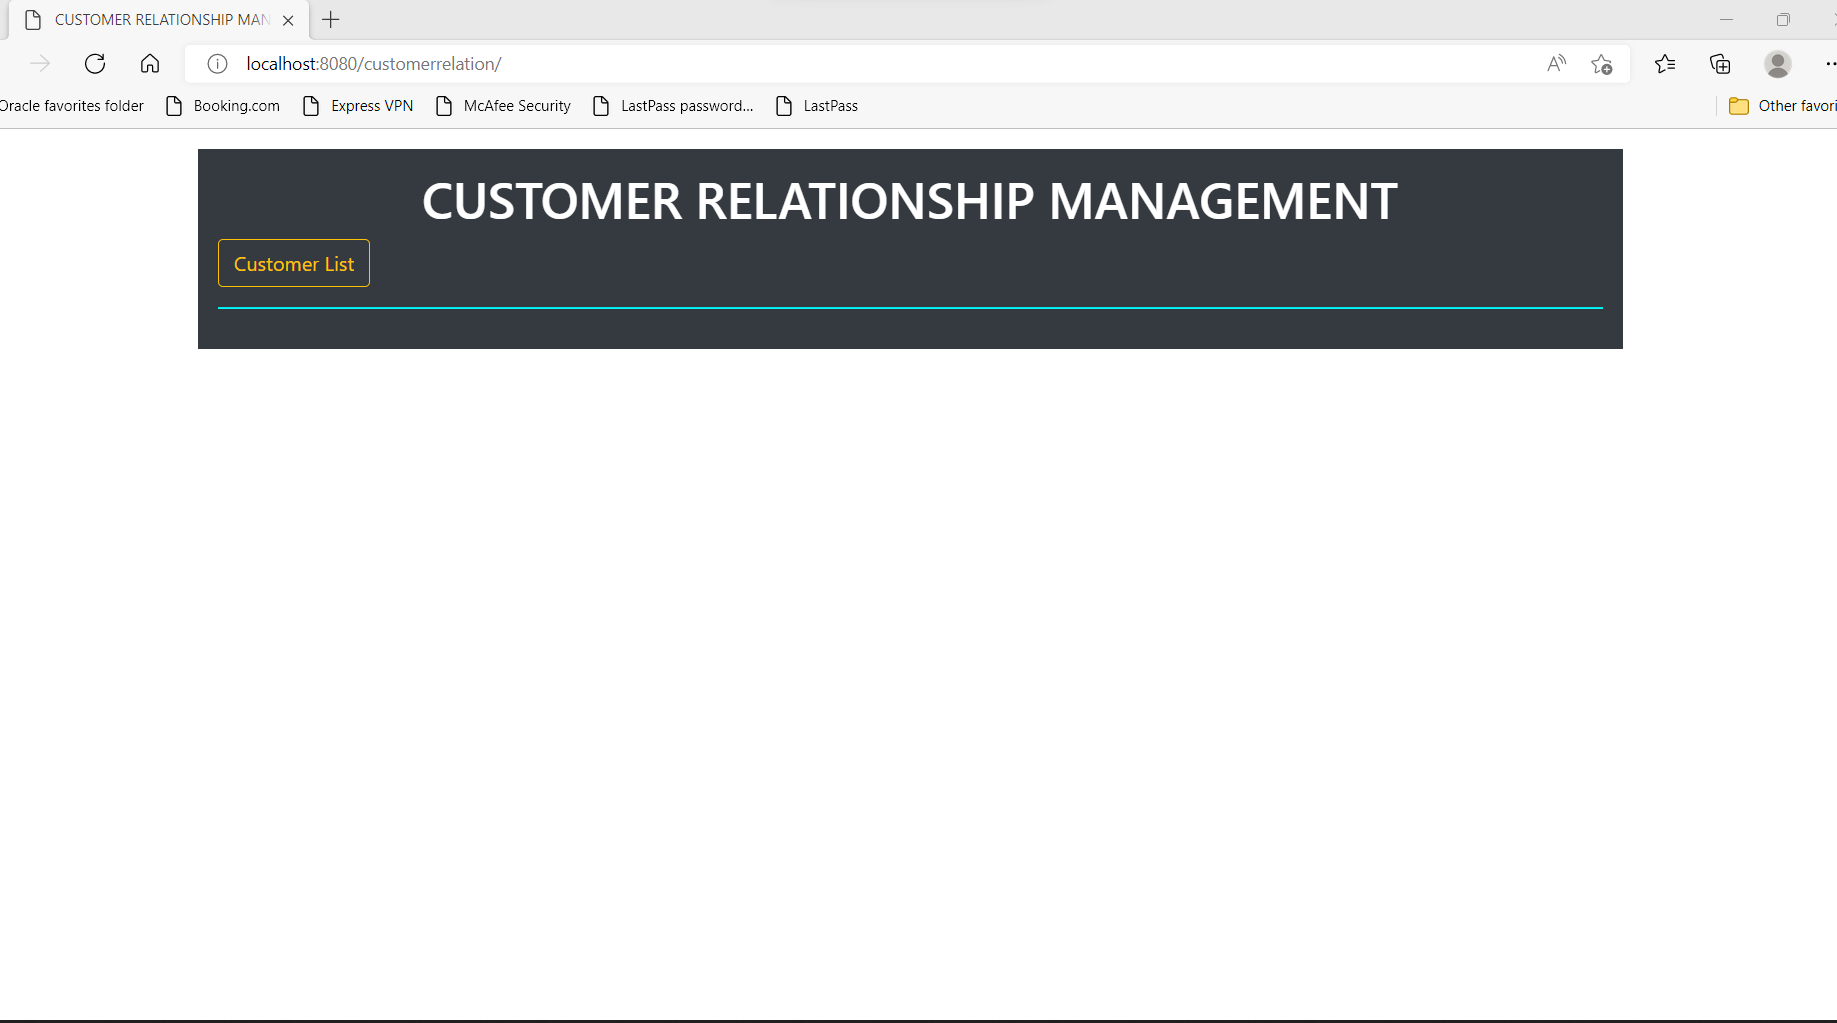 CUSTOMER RELATIONSHIP MAN
localhost:8080/customerrelation/
Oracle favorites folder Booking.com Express VPN McAfee Security LastPass password... LastPass Other favori
CUSTOMER RELATIONSHIP MANAGEMENT
Customer List